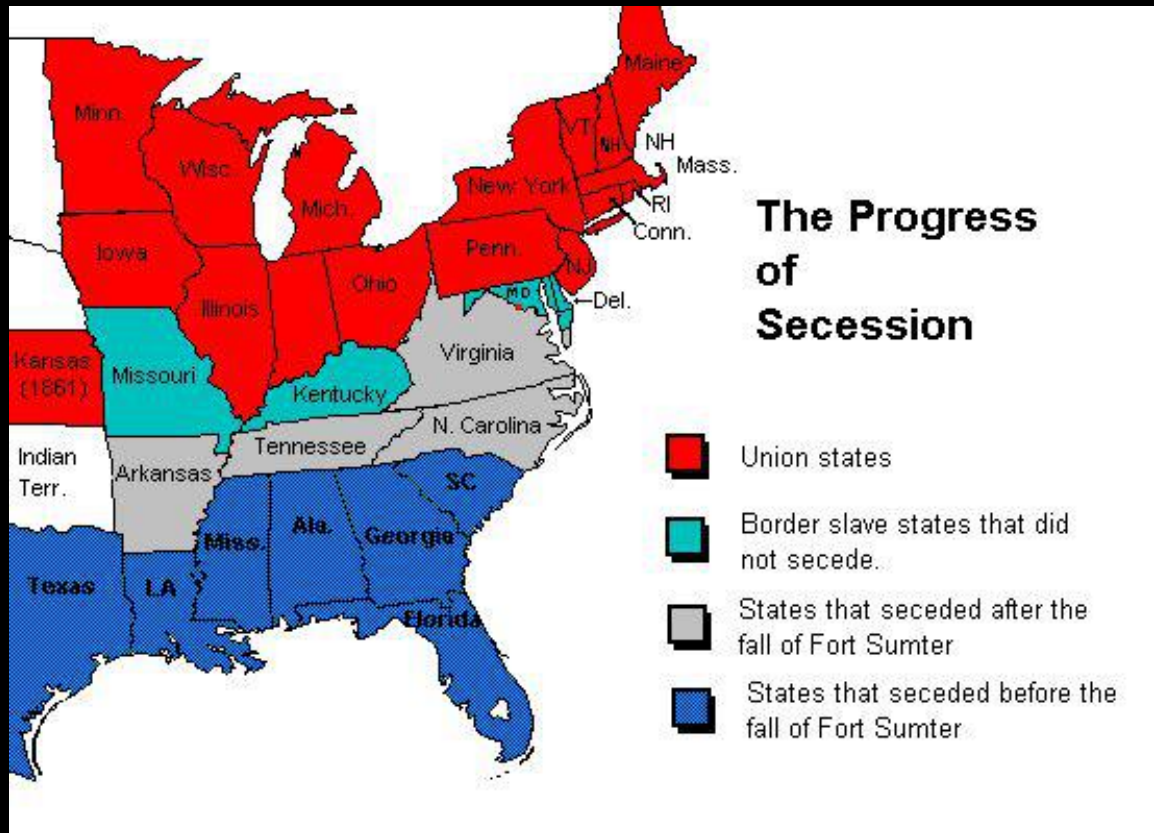 Maine
Minn.
VT
NH
NH
Wisc.
Mass.
New York
Mich.
RI
Conn.
Iowa
Penn.
NJ
Ohio
Illinois
MD
Del.
Virginia
Kansas
(1861)
Missouri
Kentucky
N. Carolina
Tennessee
Indian
Terr.
Arkansas
SC
Miss.
Ala.
Georgia
Texas
LA
Florida
The Progress
of
Secession
Union states
Border slave states that did
not secede.
States that seceded after the
fall of Fort Sumter
States that seceded before the
fall of Fort Sumter